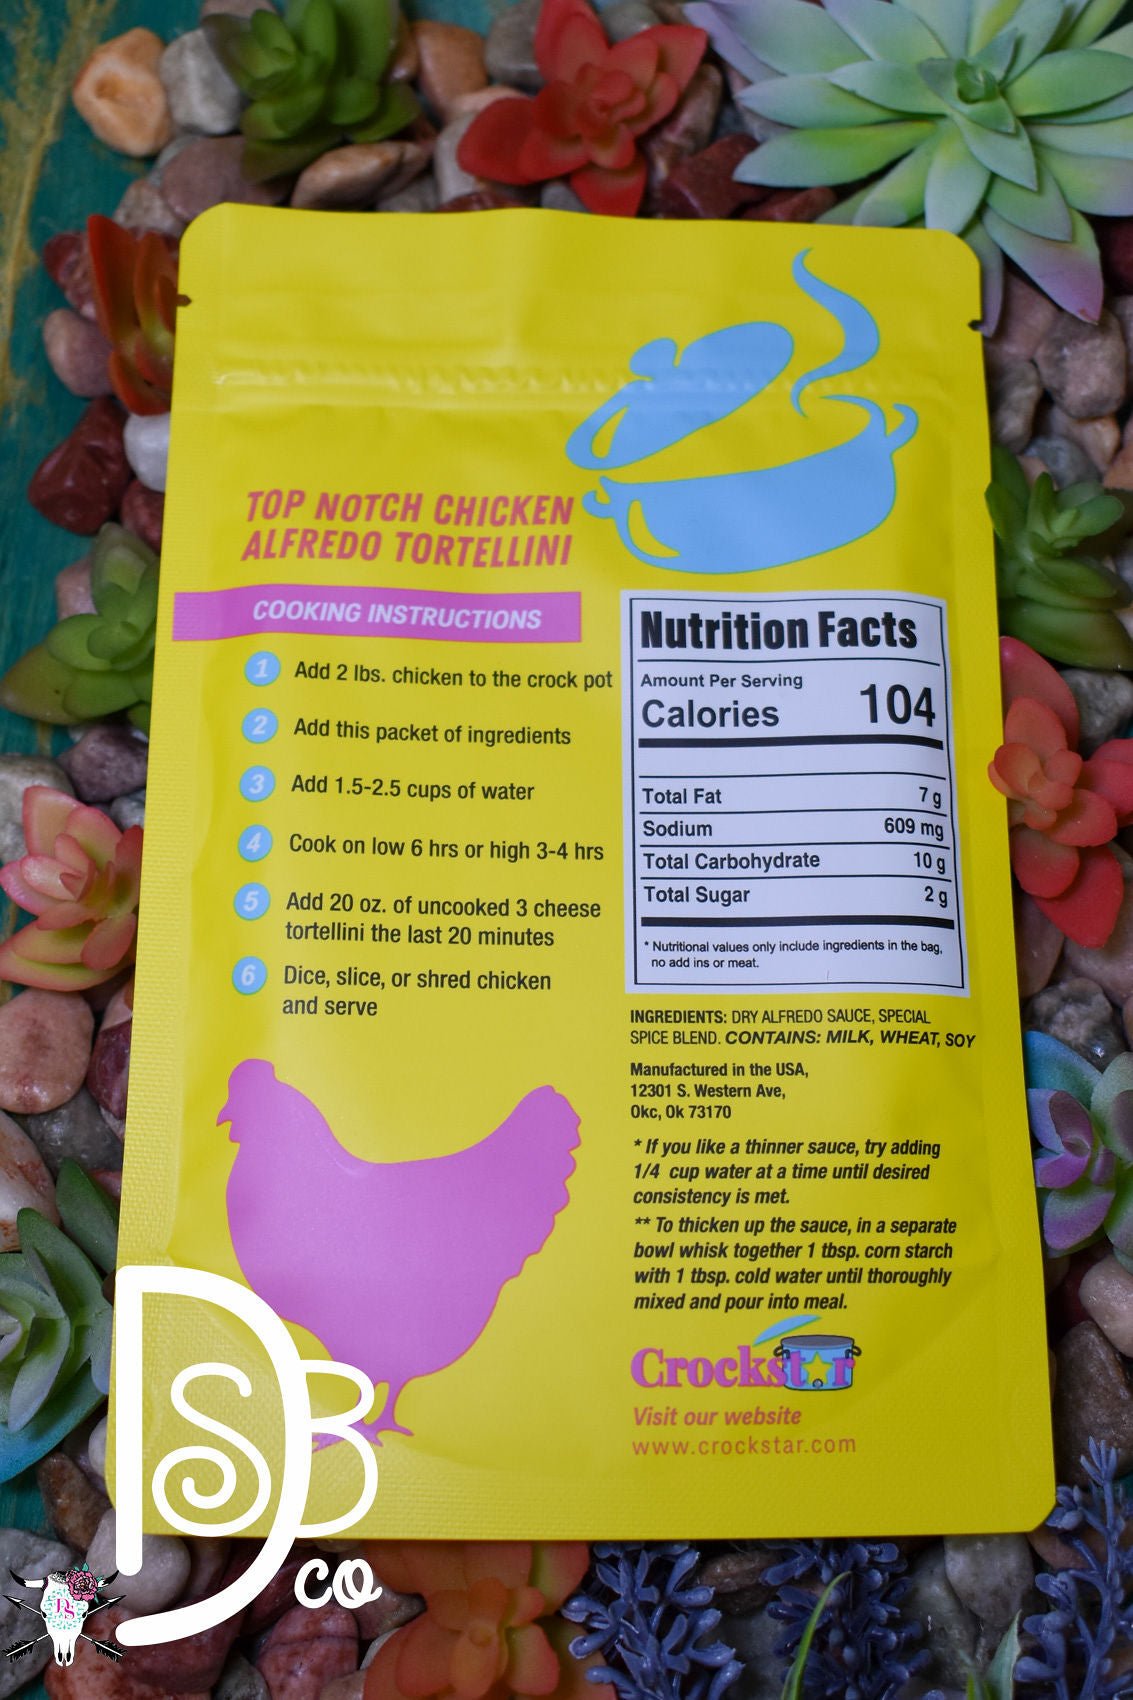 TOP NOTCH CHICKEN
ALFREDO TORTELLINI
COOKING INSTRUCTIONS
1 Add 2 lbs. chicken to the crock pot
2 Add this packet of ingredients
3 Add 1.5-2.5 cups of water
4 Cook on low 6 hrs or high 3-4 hrs
5 Add 20 oz. of uncooked 3 cheese
tortellini the last 20 minutes
6 Dice, slice, or shred chicken
and serve
Nutrition Facts
Amount Per Serving
Calories 104
Total Fat 7 g
Sodium 609 mg
Total Carbohydrate 10 g
Total Sugar 2 g
* Nutritional values only include ingredients in the bag,
no add ins or meat.
INGREDIENTS: DRY ALFREDO SAUCE, SPECIAL
SPICE BLEND. CONTAINS: MILK, WHEAT, SOY
Manufactured in the USA,
12301 S. Western Ave,
Okc, Ok 73170
* If you like a thinner sauce, try adding
1/4 cup water at a time until desired
consistency is met.
** To thicken up the sauce, in a separate
bowl whisk together 1 tbsp. corn starch
with 1 tbsp. cold water until thoroughly
mixed and pour into meal.
Crockstar
Visit our website
www.crockstar.com
DSB
co